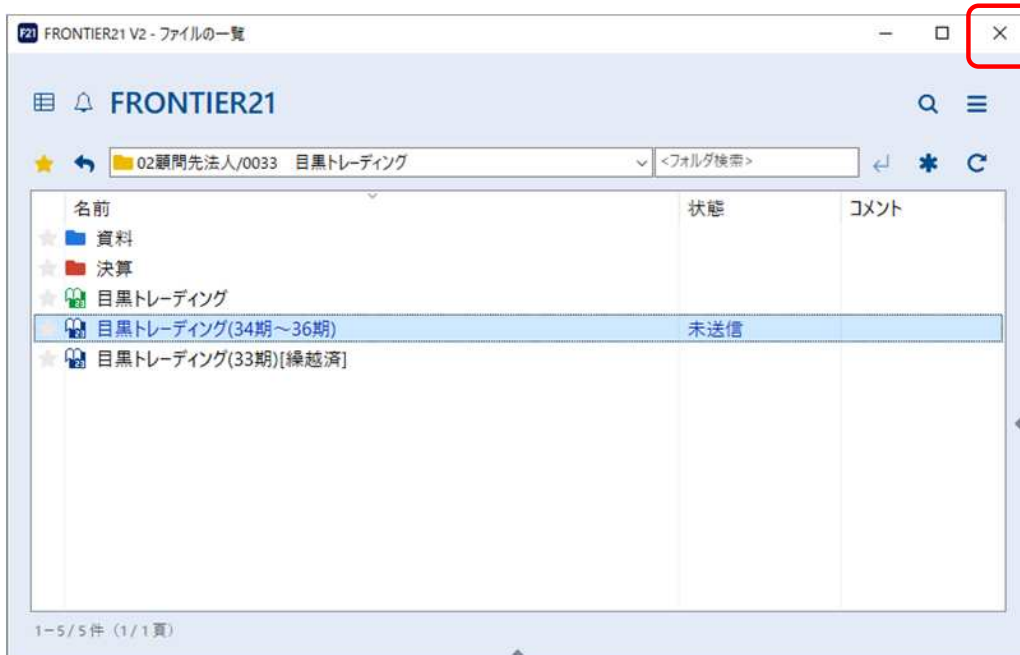 F21 FRONTIER21 V2 - ファイルの一覧
FRONTIER21
02顧問先法人/0033 目黒トレーディング <フォルダ検索>
名前 状態 コメント
資料
決算
目黒トレーディング
目黒トレーディング(34期～36期) 未送信
目黒トレーディング(33期)[繰越済]
1-5/5件 (1/1頁)